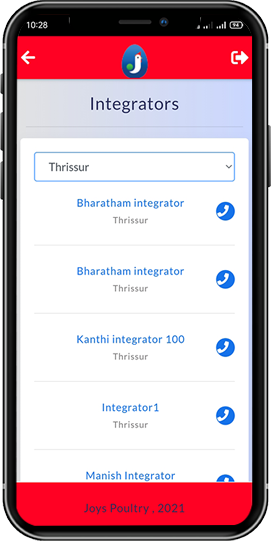 10:28
94
Integrators
Thrissur
Bharatham integrator
Thrissur
Bharatham integrator
Thrissur
Kanthi integrator 100
Thrissur
Integrator1
Thrissur
Manish Integrator
Joys Poultry , 2021